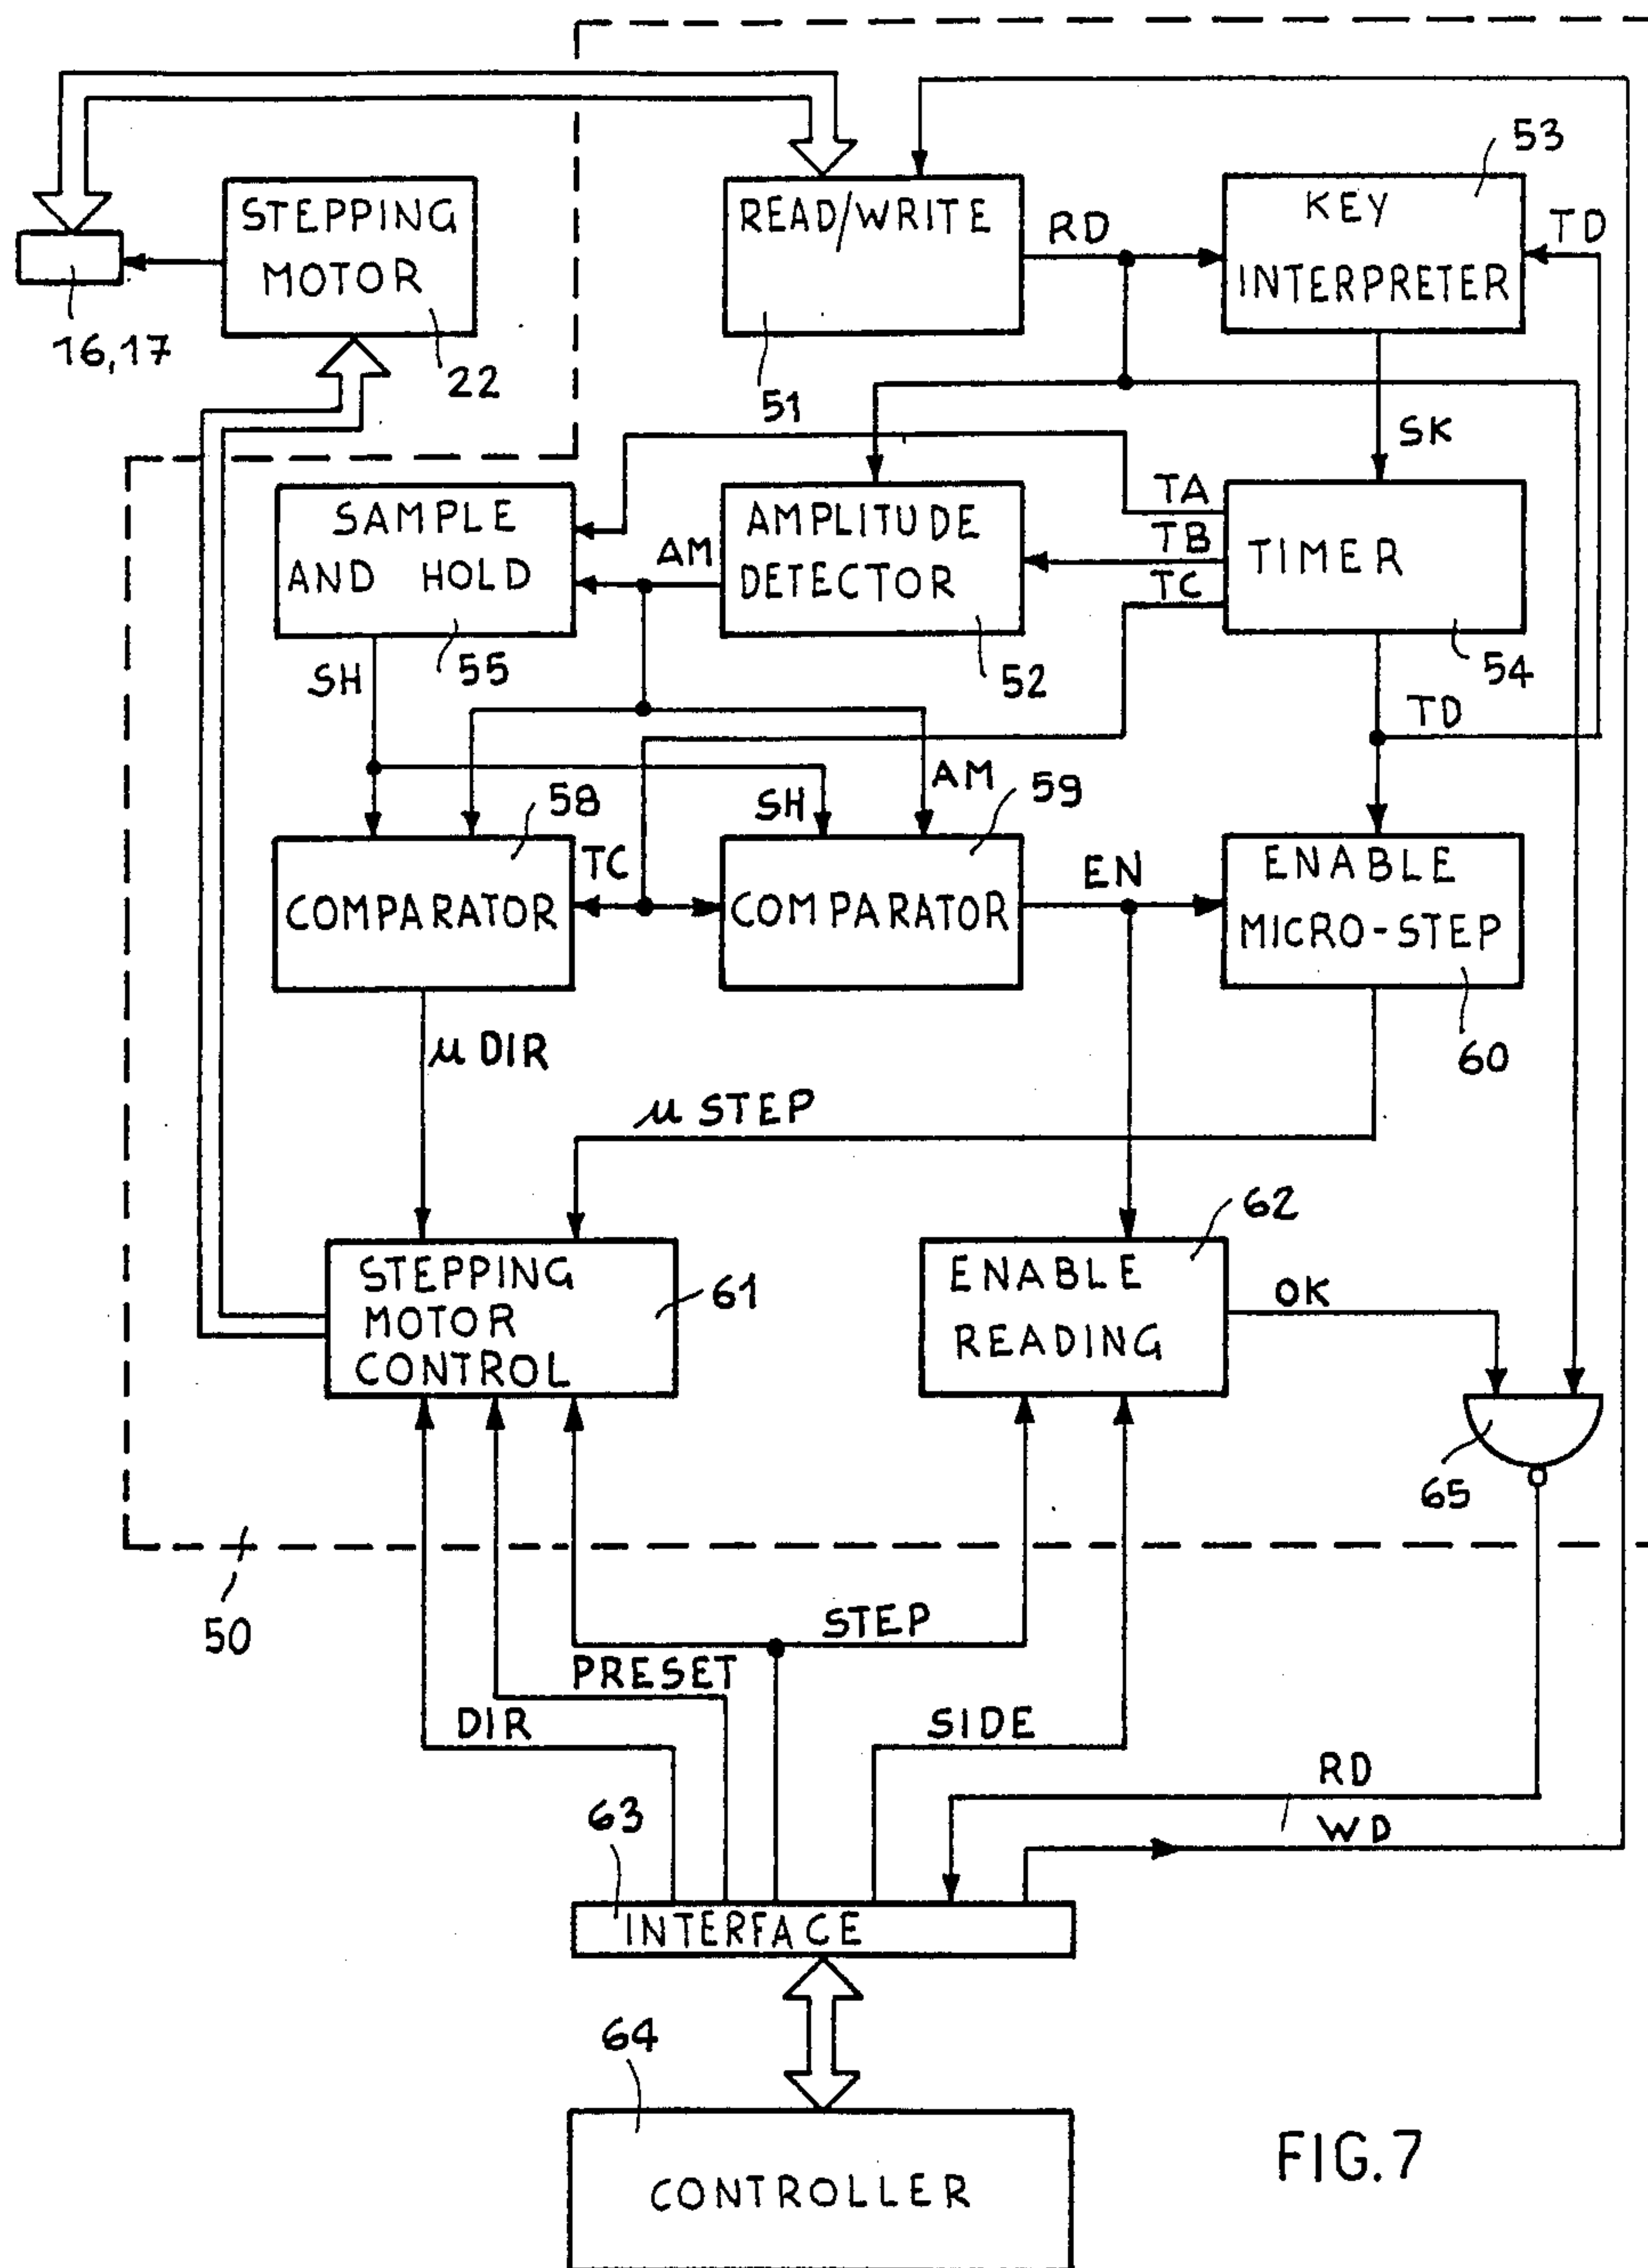 53
READ/WRITE
RD
KEY
INTERPRETER
TD
STEPPING
MOTOR
16,17
22
51
SK
SAMPLE
AND HOLD
AM
AMPLITUDE
DETECTOR
TA
TB
TC
TIMER
SH
55
52
54
TD
58
SH
AM
59
COMPARATOR
TC
COMPARATOR
EN
ENABLE
MICRO-STEP
60
μ DIR
μ STEP
62
STEPPING
MOTOR
CONTROL
61
ENABLE
READING
OK
65
50
STEP
PRESET
DIR
SIDE
RD
WD
63
INTERFACE
64
CONTROLLER
FIG.7